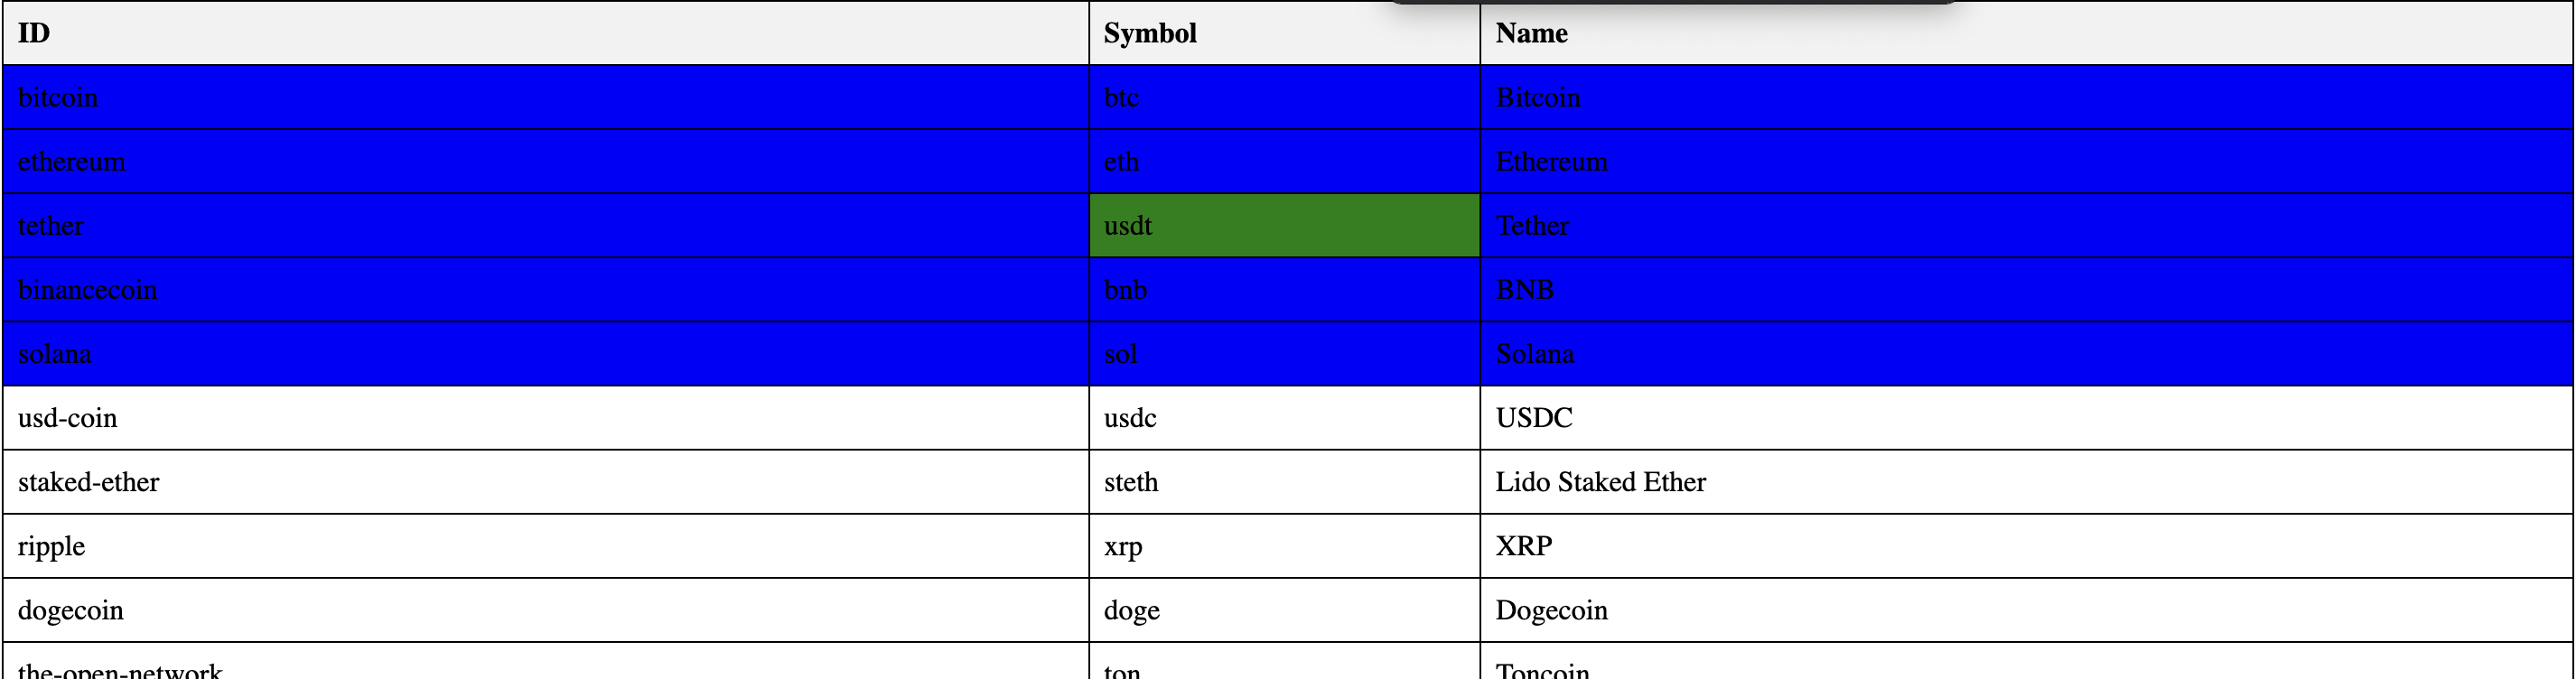 ID Symbol Name
bitcoin btc Bitcoin
ethereum eth Ethereum
tether usdt Tether
binancecoin bnb BNB
solana sol Solana
usd-coin usdc USDC
staked-ether steth Lido Staked Ether
ripple xrp XRP
dogecoin doge Dogecoin
the-open-network ton Toncoin